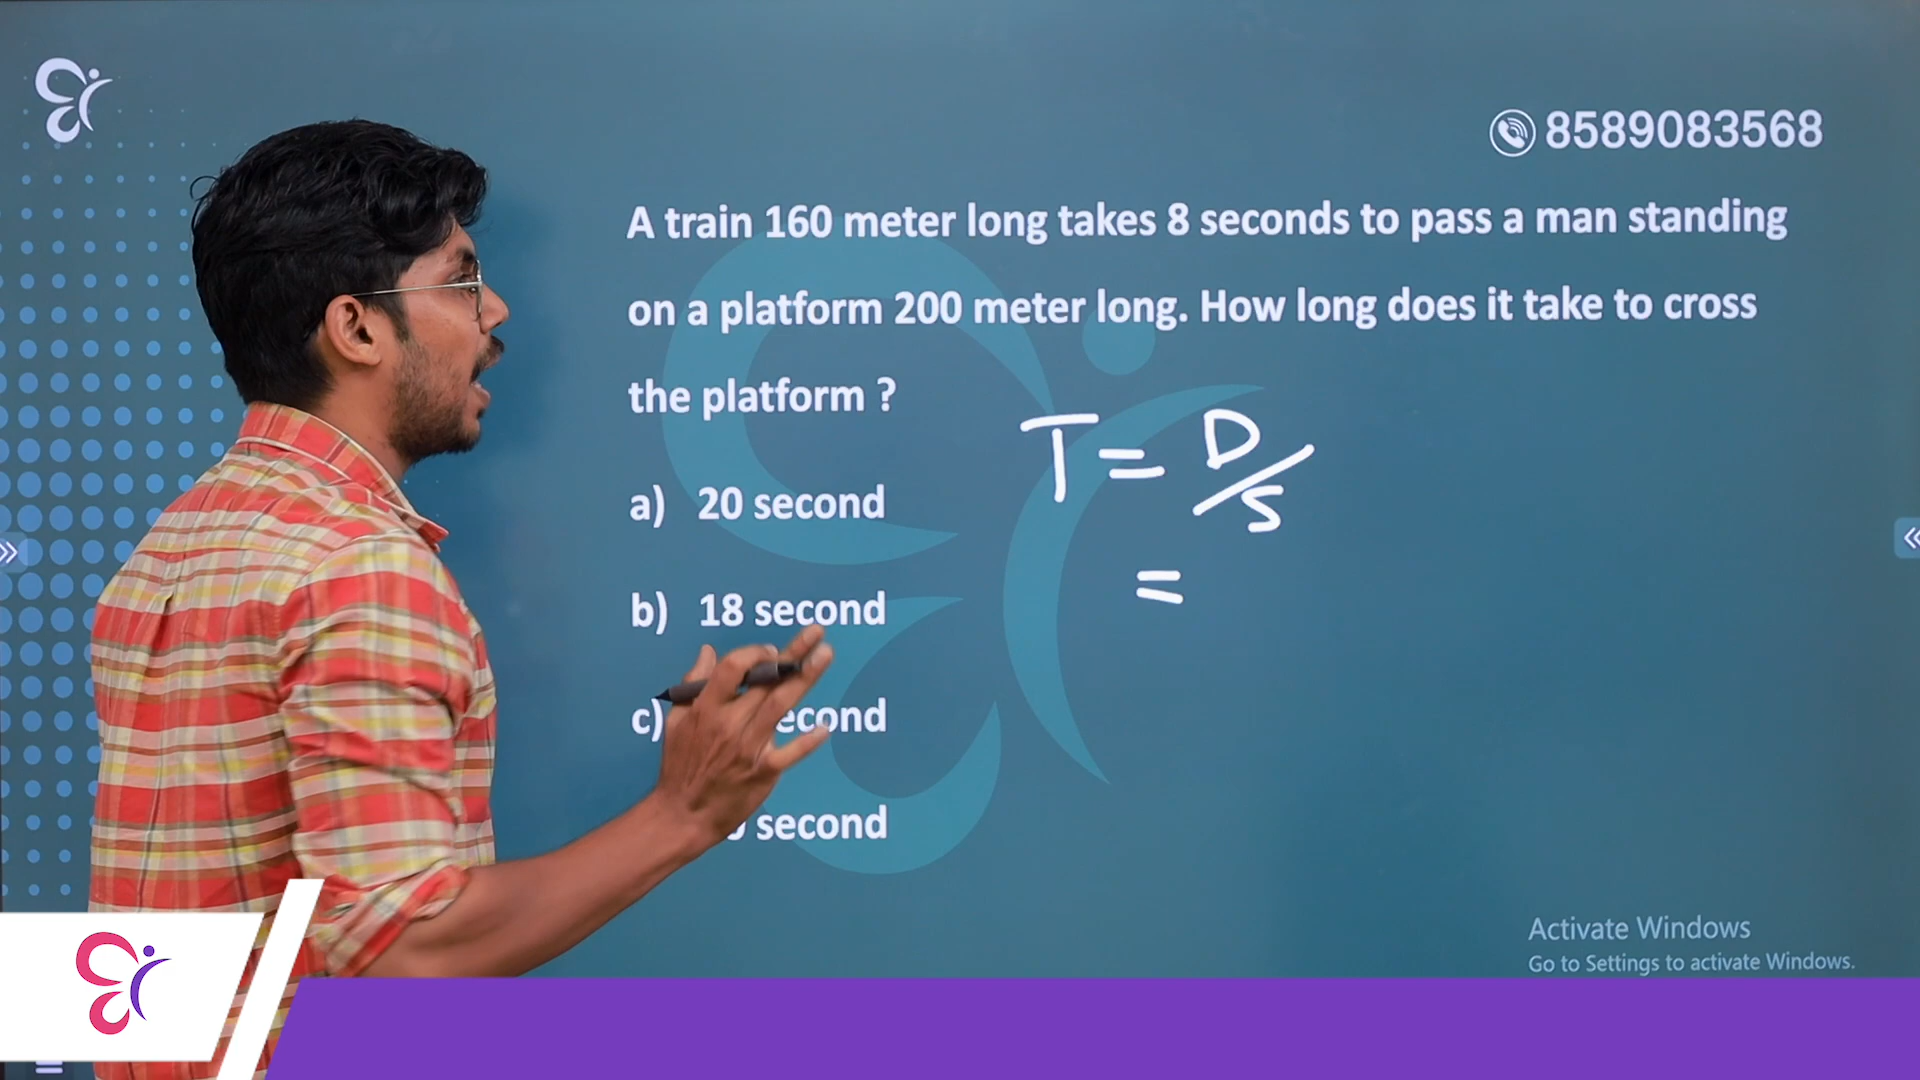 8589083568
A train 160 meter long takes 8 seconds to pass a man standing
on a platform 200 meter long. How long does it take to cross
the platform ?
T = D/S
a) 20 second
b) 18 second
=
c) second
second
Activate Windows
Go to Settings to activate Windows.